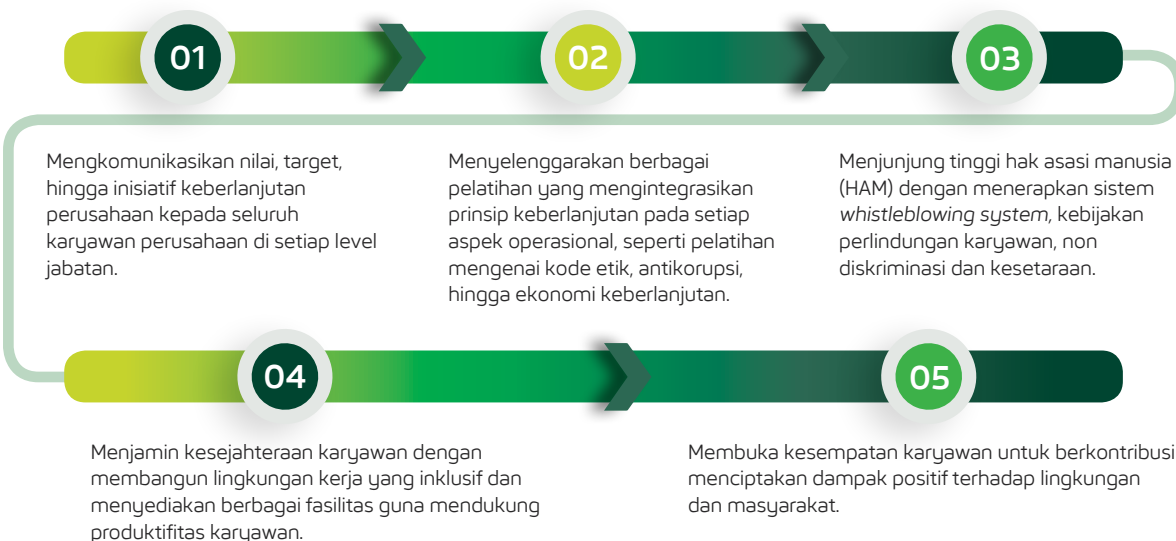 01
02
03
Mengkomunikasikan nilai, target,
hingga inisiatif keberlanjutan
perusahaan kepada seluruh
karyawan perusahaan di setiap level
jabatan.
Menyelenggarakan berbagai
pelatihan yang mengintegrasikan
prinsip keberlanjutan pada setiap
aspek operasional, seperti pelatihan
mengenai kode etik, antikorupsi,
hingga ekonomi keberlanjutan.
Menjunjung tinggi hak asasi manusia
(HAM) dengan menerapkan sistem
whistleblowing system, kebijakan
perlindungan karyawan, non
diskriminasi dan kesetaraan.
04
05
Menjamin kesejahteraan karyawan dengan
membangun lingkungan kerja yang inklusif dan
menyediakan berbagai fasilitas guna mendukung
produktifitas karyawan.
Membuka kesempatan karyawan untuk berkontribusi
menciptakan dampak positif terhadap lingkungan
dan masyarakat.